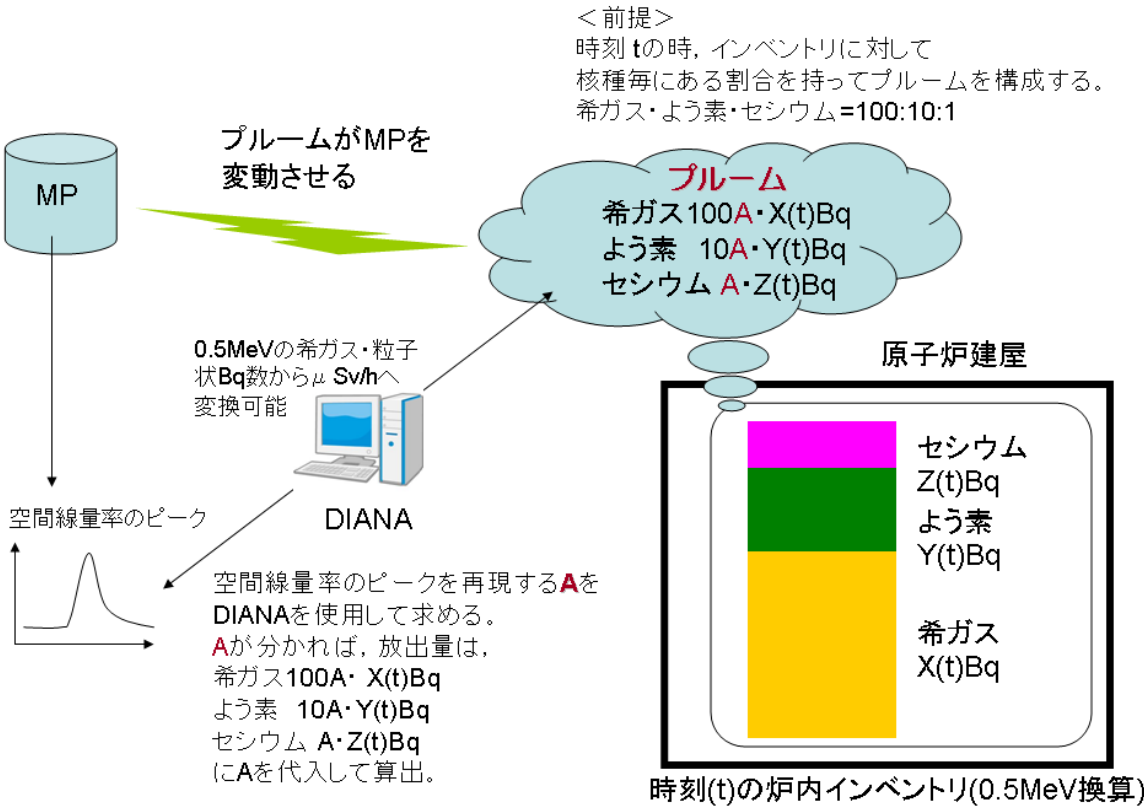 <前提>
時刻 tの時, インベントリに対して
核種毎にある割合を持ってプルームを構成する。
希ガス・よう素・セシウム=100:10:1
プルームがMPを
変動させる
MP
プルーム
希ガス100A・X(t)Bq
よう素 10A・Y(t)Bq
セシウム A・Z(t)Bq
0.5MeVの希ガス・粒子
状Bq数からμSv/hへ
変換可能
DIANA
原子炉建屋
セシウム
Z(t)Bq
よう素
Y(t)Bq
希ガス
X(t)Bq
時刻(t)の炉内インベントリ(0.5MeV換算)
空間線量率のピーク
空間線量率のピークを再現するAを
DIANAを使用して求める。
Aが分かれば, 放出量は,
希ガス100A・ X(t)Bq
よう素 10A・Y(t)Bq
セシウム A・Z(t)Bq
にAを代入して算出。